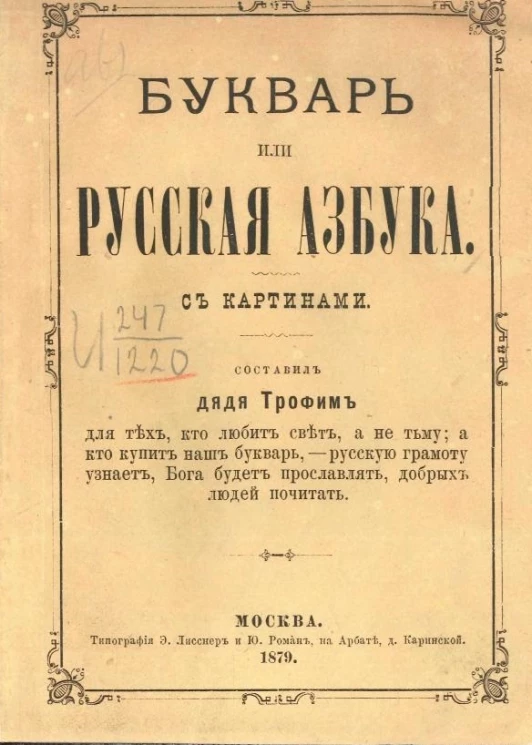 БУКВАРЬ
ИЛИ
РУССКАЯ АЗБУКА.
СЪ КАРТИНАМИ.
И 247
1220
СОСТАВИЛЪ
ДЯДЯ Трофимъ
для тѣхъ, кто любитъ свѣтъ, а не тьму; а
кто купитъ нашъ букварь, — русскую грамоту
узнаетъ, Бога будетъ прославлять, добрыхъ
людей почитать.
МОСКВА.
Типографія Э. Лисснеръ и Ю. Романъ, на Арбатѣ, д. Каринской.
1879.